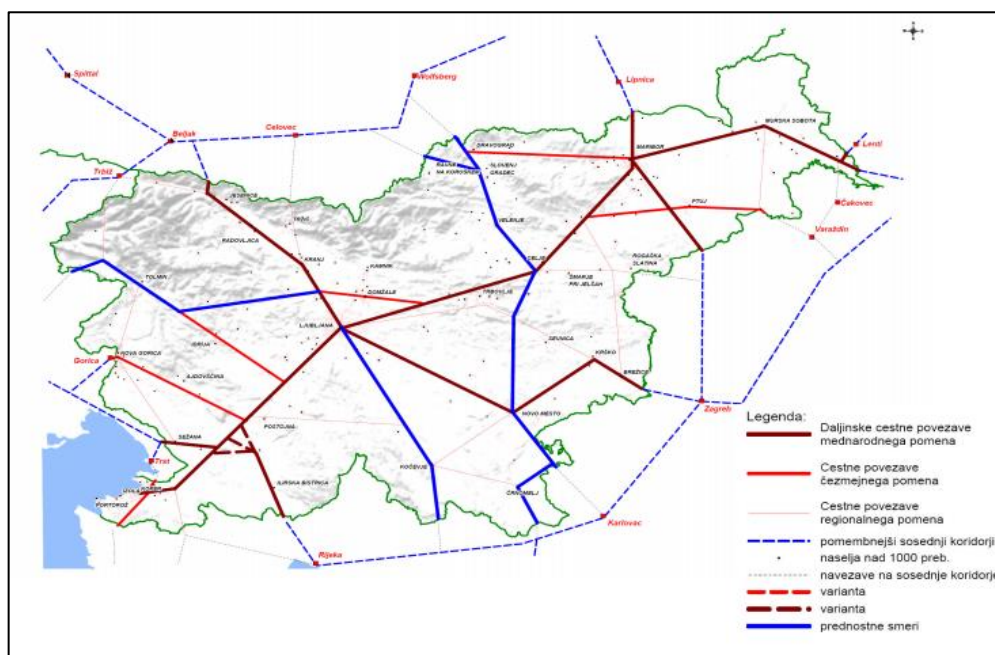 Spittal
Wolfsberg
Lipnica
Beljak
Celovec
MURSKA SOBOTA
DRAVOGRAD
MARIBOR
Lenti
Trbiž
RAVNE
NA KOROŠKEM
SLOVENJ
GRADEC
JESENICE
TRŽIČ
VELENJE
PTUJ
Čakovec
Varaždin
RADOVLJICA
KRANJ
KAMNIK
CELJE
ROGAŠKA
SLATINA
TOLMIN
DOMŽALE
TRBOVLJE
ŠMARJE
PRI JELŠAH
LJUBLJANA
IDRIJA
SEVNICA
Gorica
NOVA GORICA
KRŠKO
AJDOVŠČINA
BREŽICE
Zagreb
NOVO MESTO
POSTOJNA
SEŽANA
Trst
KOČEVJE
ILIRSKA BISTRICA
ČRNOMELJ
KOPER
PORTOROŽ
Karlovac
Rijeka
Legenda:
Daljinske cestne povezave
mednarodnega pomena
Cestne povezave
čezmejnega pomena
Cestne povezave
regionalnega pomena
pomembnejši sosednji koridorji
naselja nad 1000 preb.
navezave na sosednje koridorje
varianta
varianta
prednostne smeri